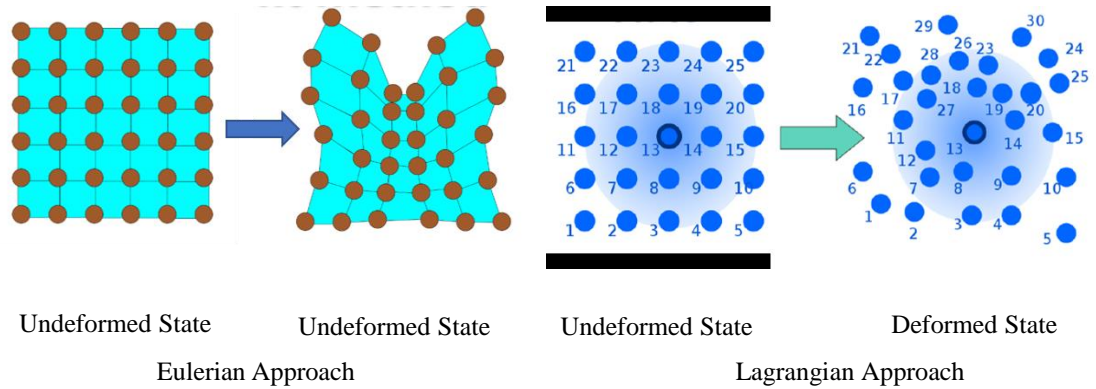 21 22 23 24 25
16 17 18 19 20
11 12 13 14 15
6 7 8 9 10
1 2 3 4 5
29 30
21 26 23
22 28 24
25
16 17 18
27 19 20
11 15
12 13 14
6 7 8 9 10
1 2 3 4 5
Undeformed State Undeformed State Undeformed State Deformed State
Eulerian Approach Lagrangian Approach